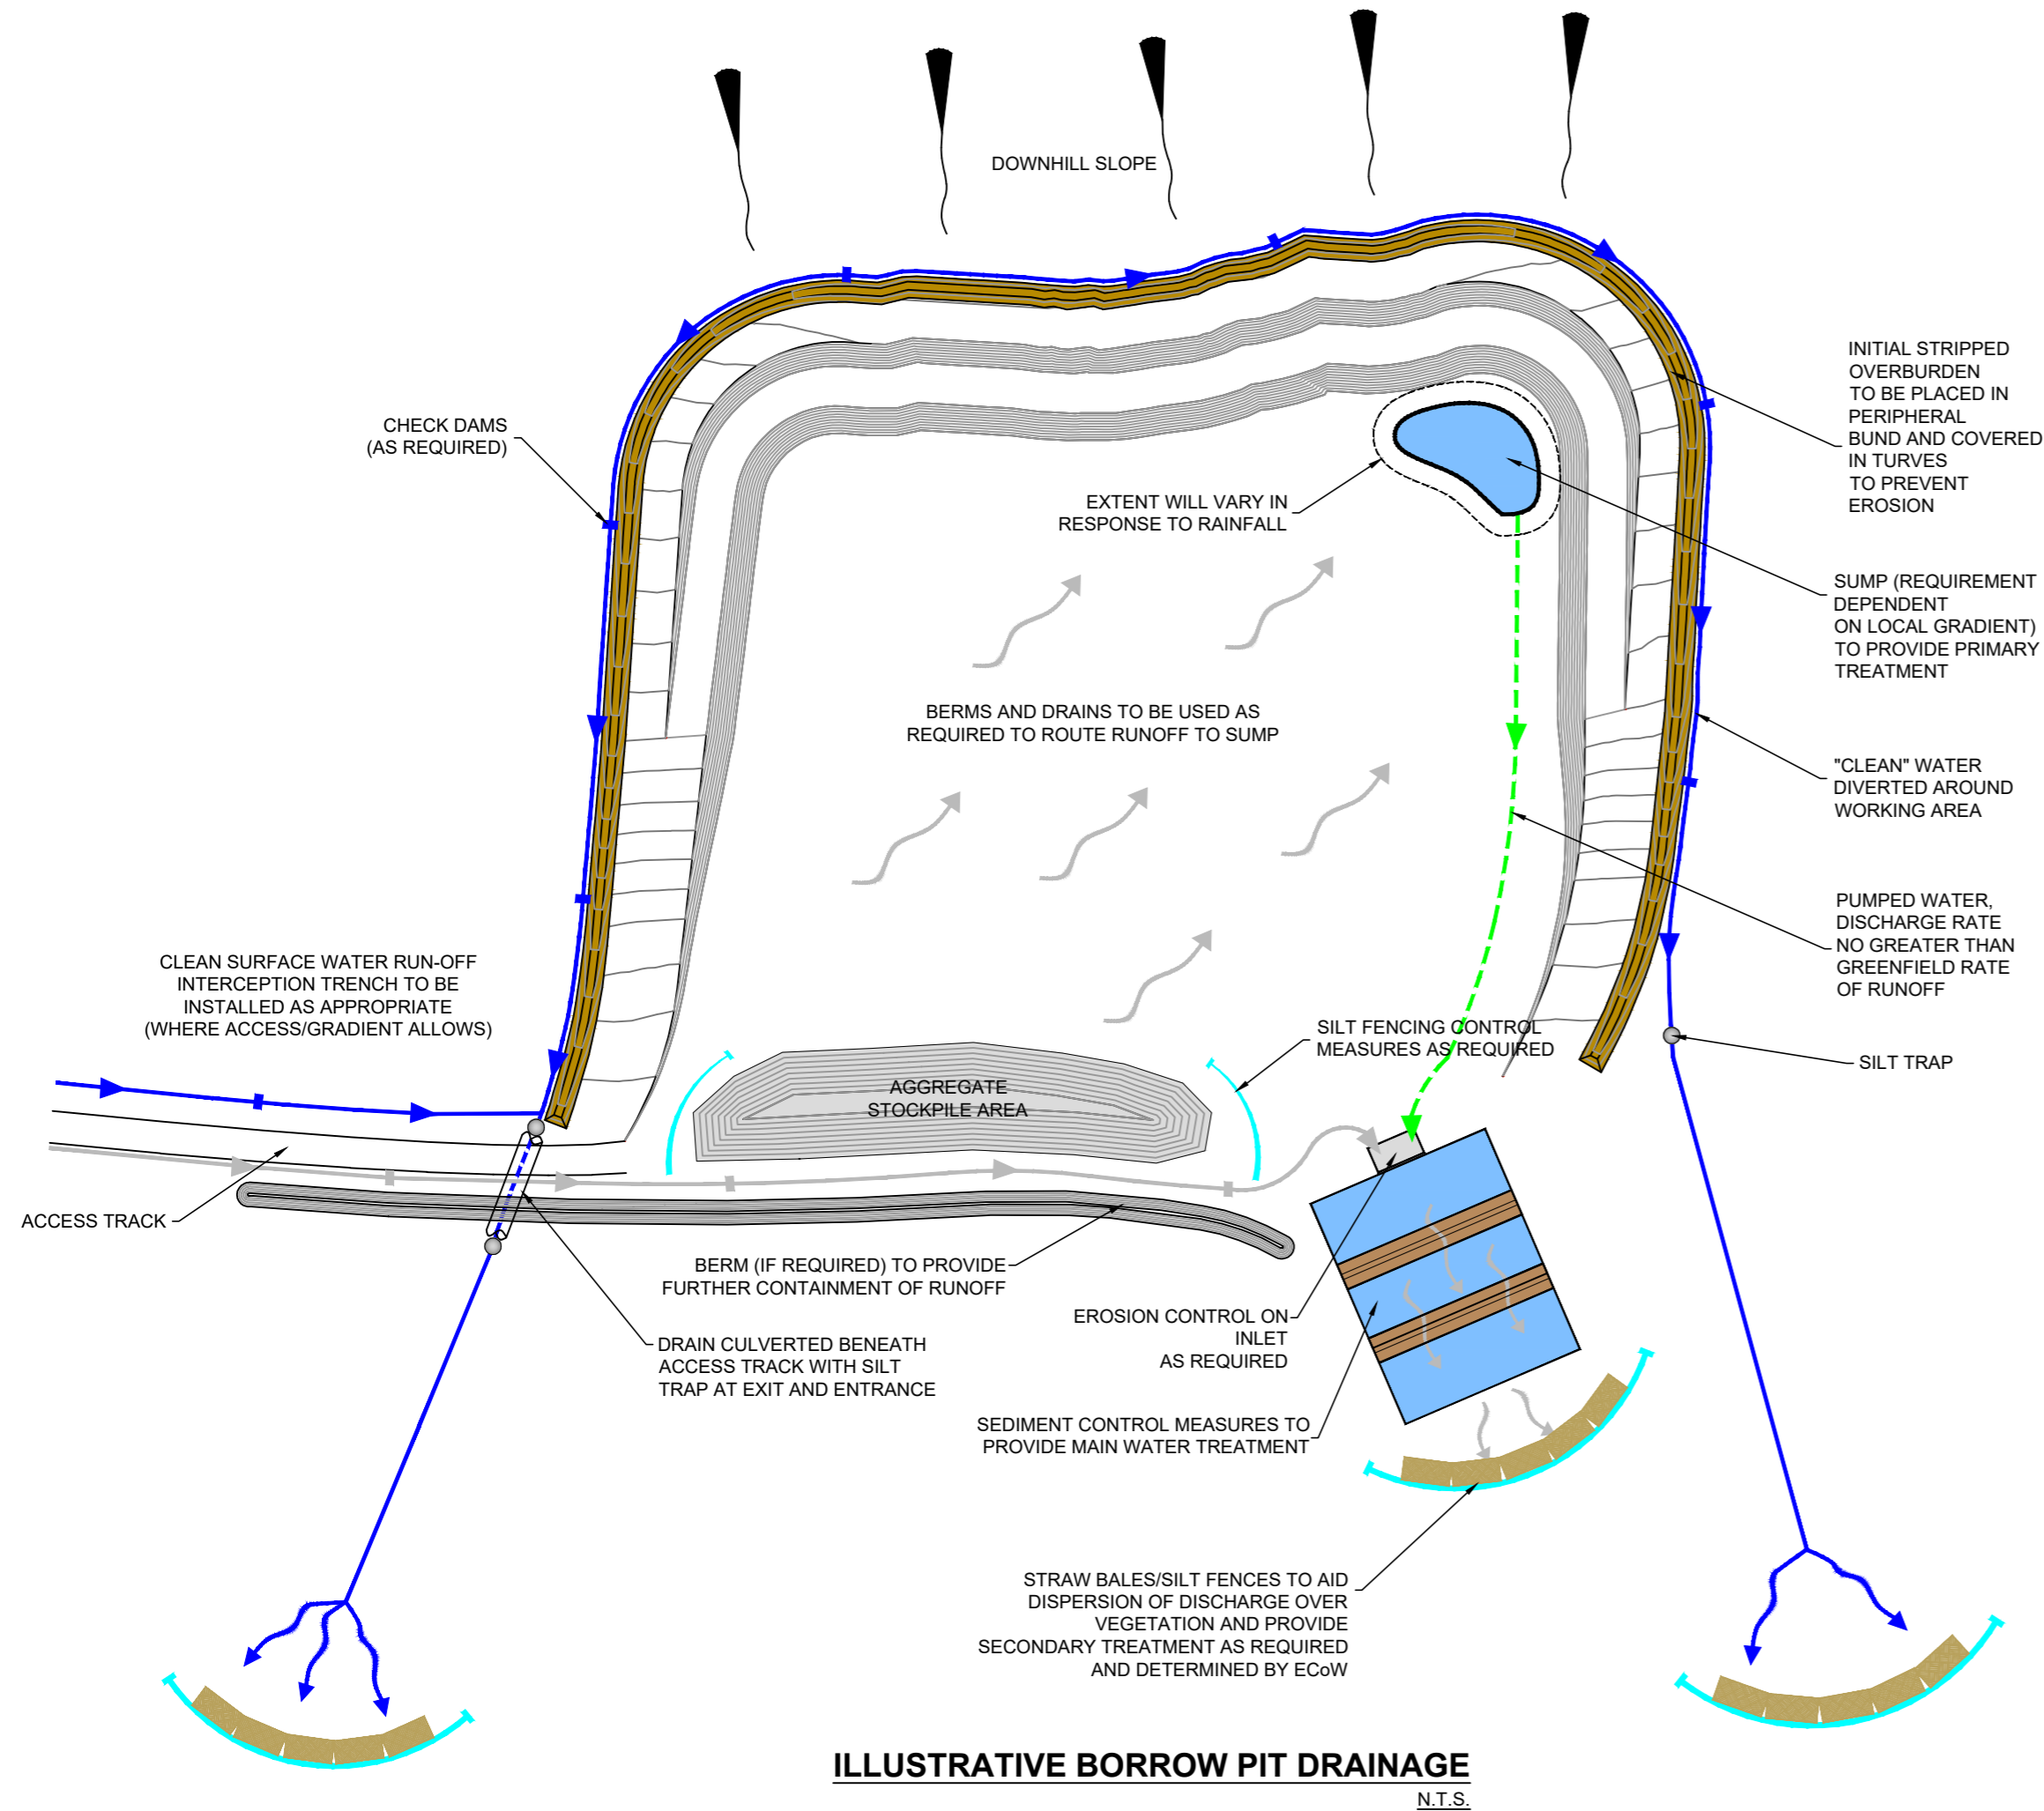 DOWNHILL SLOPE
CHECK DAMS
(AS REQUIRED)
INITIAL STRIPPED
OVERBURDEN
TO BE PLACED IN
PERIPHERAL
BUND AND COVERED
IN TURVES
TO PREVENT
EROSION
EXTENT WILL VARY IN
RESPONSE TO RAINFALL
SUMP (REQUIREMENT
DEPENDENT
ON LOCAL GRADIENT)
TO PROVIDE PRIMARY
TREATMENT
BERMS AND DRAINS TO BE USED AS
REQUIRED TO ROUTE RUNOFF TO SUMP
"CLEAN" WATER
DIVERTED AROUND
WORKING AREA
PUMPED WATER,
DISCHARGE RATE
NO GREATER THAN
GREENFIELD RATE
OF RUNOFF
CLEAN SURFACE WATER RUN-OFF
INTERCEPTION TRENCH TO BE
INSTALLED AS APPROPRIATE
(WHERE ACCESS/GRADIENT ALLOWS)
SILT FENCING CONTROL
MEASURES AS REQUIRED
SILT TRAP
AGGREGATE
STOCKPILE AREA
ACCESS TRACK
BERM (IF REQUIRED) TO PROVIDE
FURTHER CONTAINMENT OF RUNOFF
EROSION CONTROL ON
INLET
AS REQUIRED
DRAIN CULVERTED BENEATH
ACCESS TRACK WITH SILT
TRAP AT EXIT AND ENTRANCE
SEDIMENT CONTROL MEASURES TO
PROVIDE MAIN WATER TREATMENT
STRAW BALES/SILT FENCES TO AID
DISPERSION OF DISCHARGE OVER
VEGETATION AND PROVIDE
SECONDARY TREATMENT AS REQUIRED
AND DETERMINED BY ECoW
ILLUSTRATIVE BORROW PIT DRAINAGE
N.T.S.